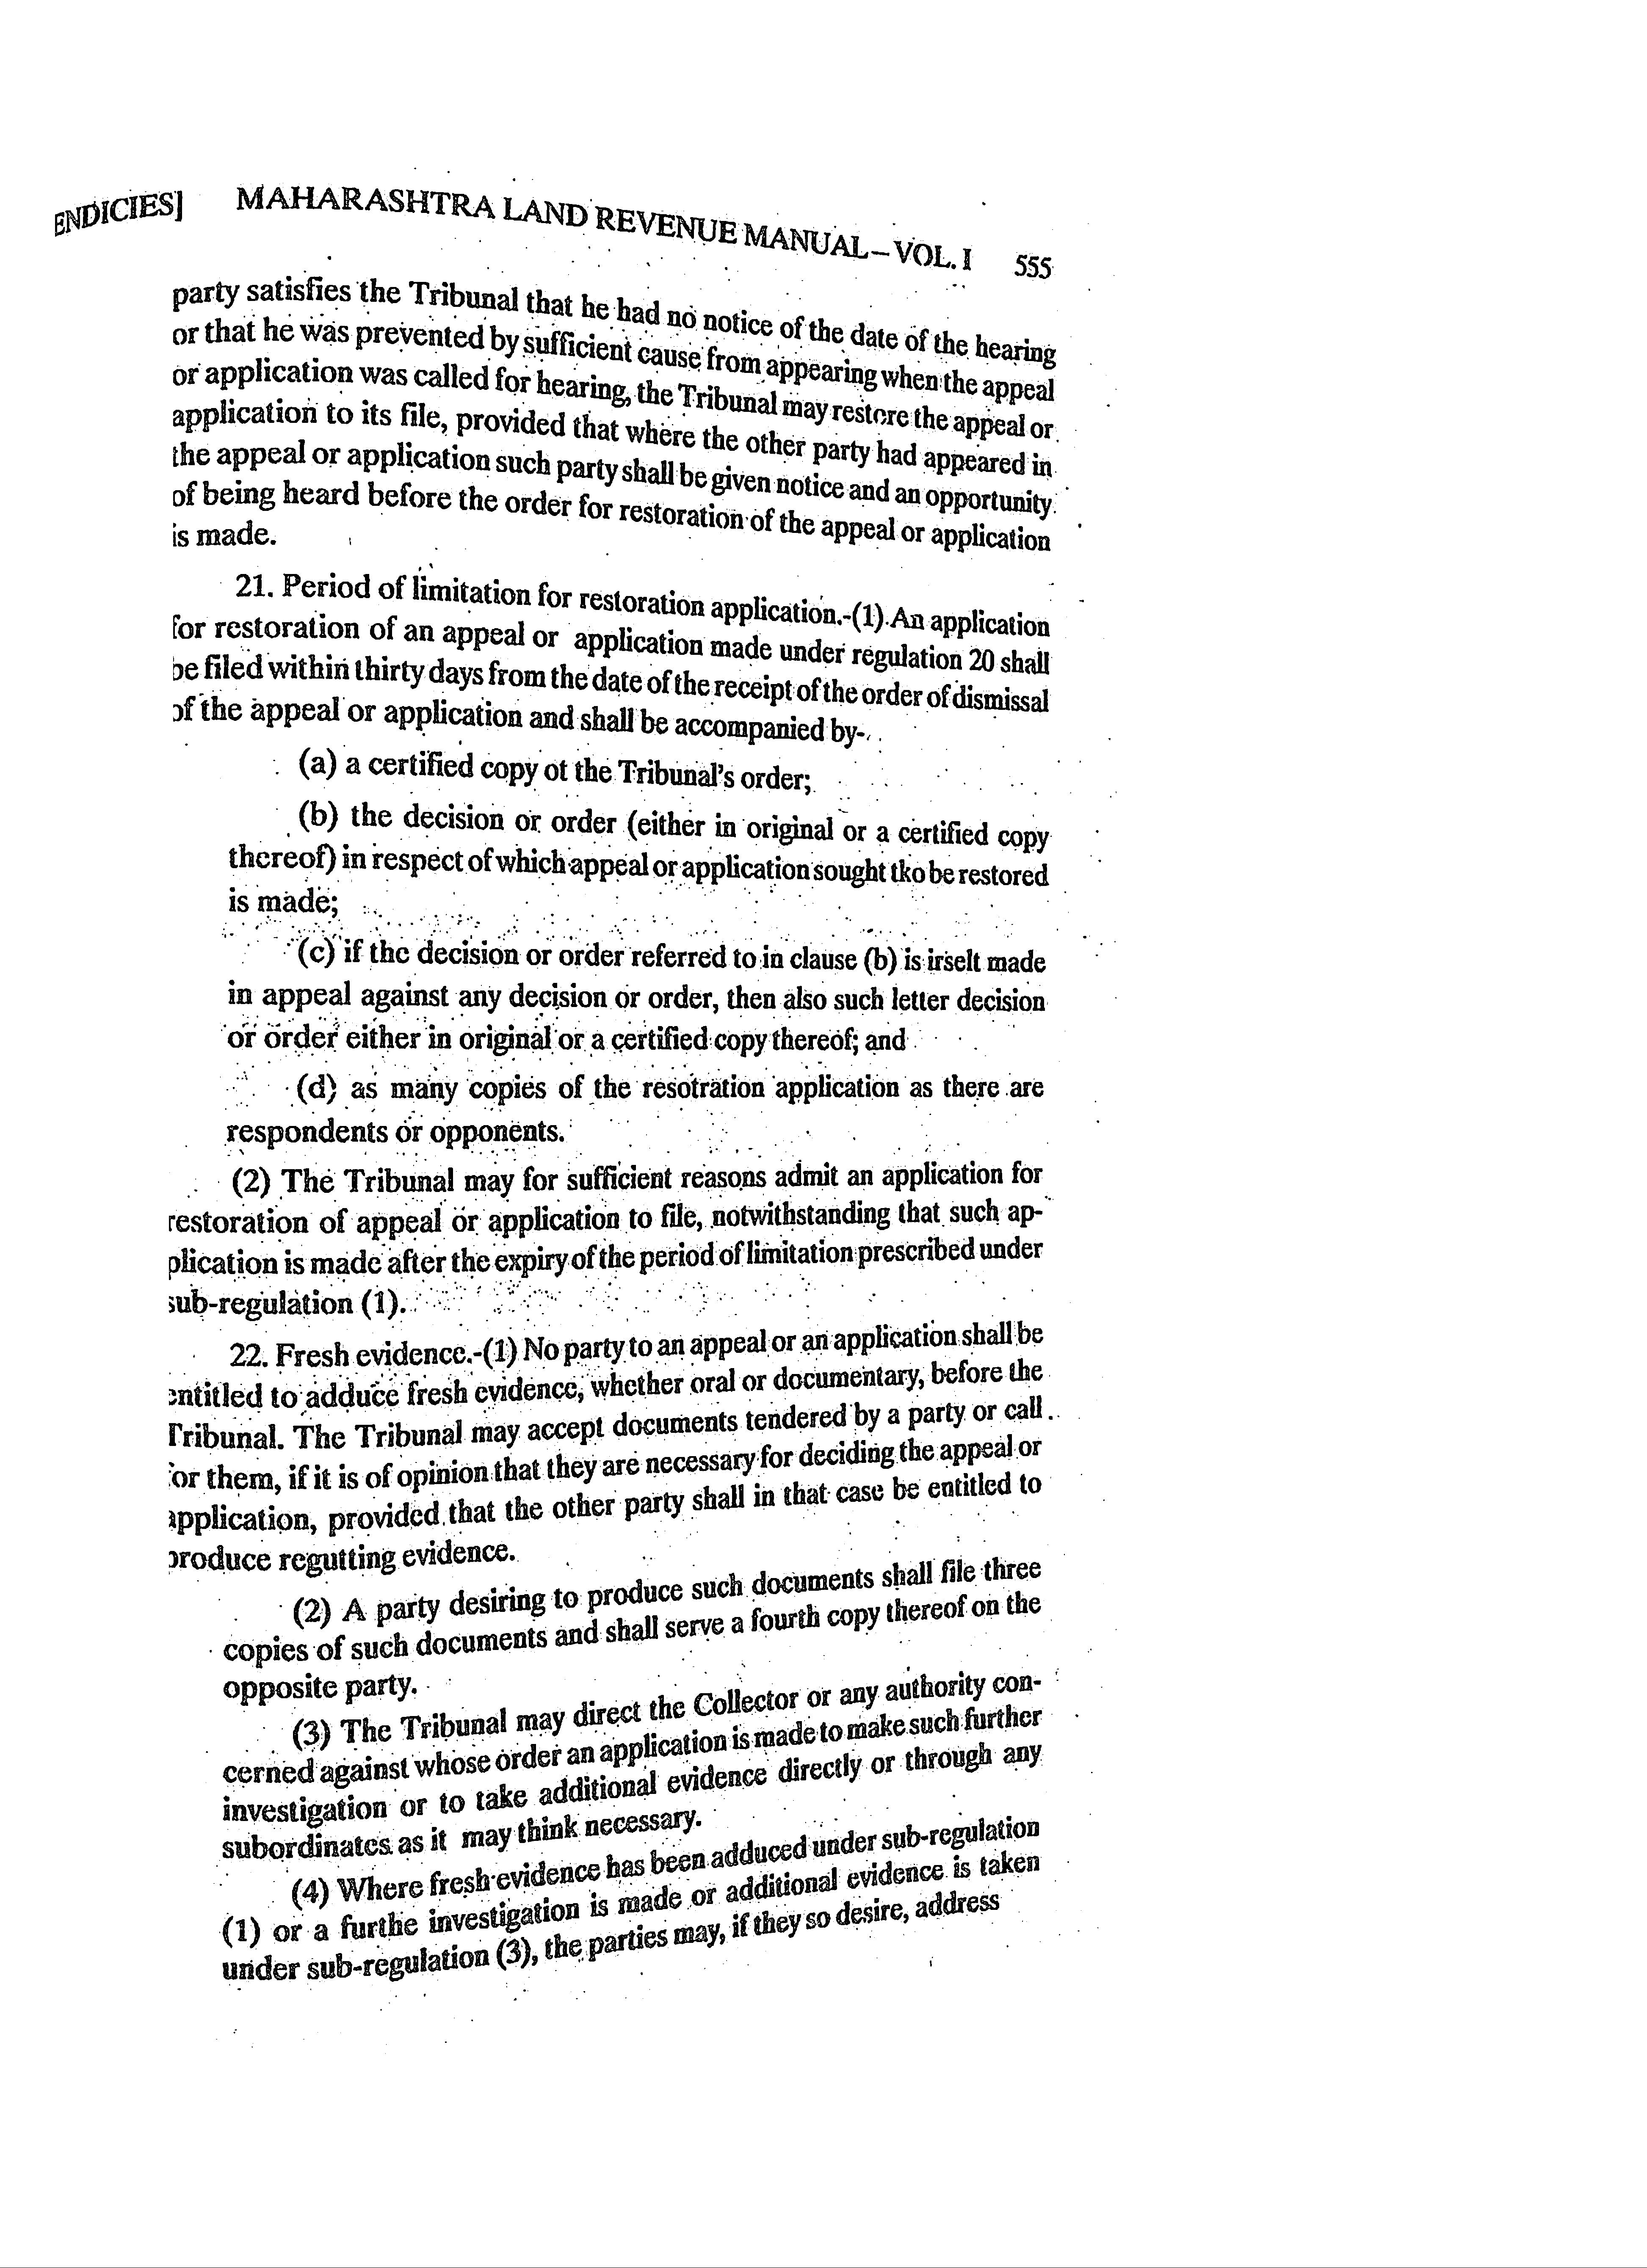 ENDICIES] MAHARASHTRA LAND REVENUE MANUAL – VOL. I 555
party satisfies the Tribunal that he had no notice of the date of the hearing
or that he was prevented by sufficient cause from appearing when the appeal
or application was called for hearing, the Tribunal may restore the appeal or
application to its file, provided that where the other party had appeared in
the appeal or application such party shall be given notice and an opportunity
of being heard before the order for restoration of the appeal or application
is made.
21. Period of limitation for restoration application.-(1) An application
for restoration of an appeal or application made under regulation 20 shall
be filed within thirty days from the date of the receipt of the order of dismissal
of the appeal or application and shall be accompanied by-
(a) a certified copy ot the Tribunal's order;
(b) the decision or order (either in original or a certified copy
thereof) in respect of which appeal or application sought tko be restored
is made;
(c) if the decision or order referred to in clause (b) is irselt made
in appeal against any decision or order, then also such letter decision
or order either in original or a certified copy thereof; and
(d) as many copies of the resotration application as there are
respondents or opponents.
(2) The Tribunal may for sufficient reasons admit an application for
restoration of appeal or application to file, notwithstanding that such ap-
plication is made after the expiry of the period of limitation prescribed under
sub-regulation (1).
22. Fresh evidence.-(1) No party to an appeal or an application shall be
entitled to adduce fresh evidence, whether oral or documentary, before the
Tribunal. The Tribunal may accept documents tendered by a party or call
for them, if it is of opinion that they are necessary for deciding the appeal or
application, provided that the other party shall in that case be entitled to
produce regutting evidence.
(2) A party desiring to produce such documents shall file three
copies of such documents and shall serve a fourth copy thereof on the
opposite party.
(3) The Tribunal may direct the Collector or any authority con-
cerned against whose order an application is made to make such further
investigation or to take additional evidence directly or through any
subordinates as it may think necessary.
(4) Where fresh evidence has been adduced under sub-regulation
(1) or a furthe investigation is made or additional evidence is taken
under sub-regulation (3), the parties may, if they so desire, address